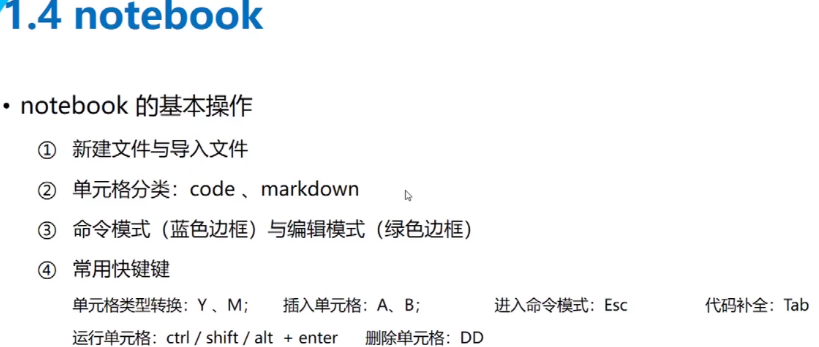 1.4 notebook
• notebook 的基本操作
① 新建文件与导入文件
② 单元格分类：code 、markdown
③ 命令模式（蓝色边框）与编辑模式（绿色边框）
④ 常用快键键
单元格类型转换：Y 、M； 插入单元格：A、B； 进入命令模式：Esc 代码补全：Tab
运行单元格：ctrl / shift / alt + enter 删除单元格：DD